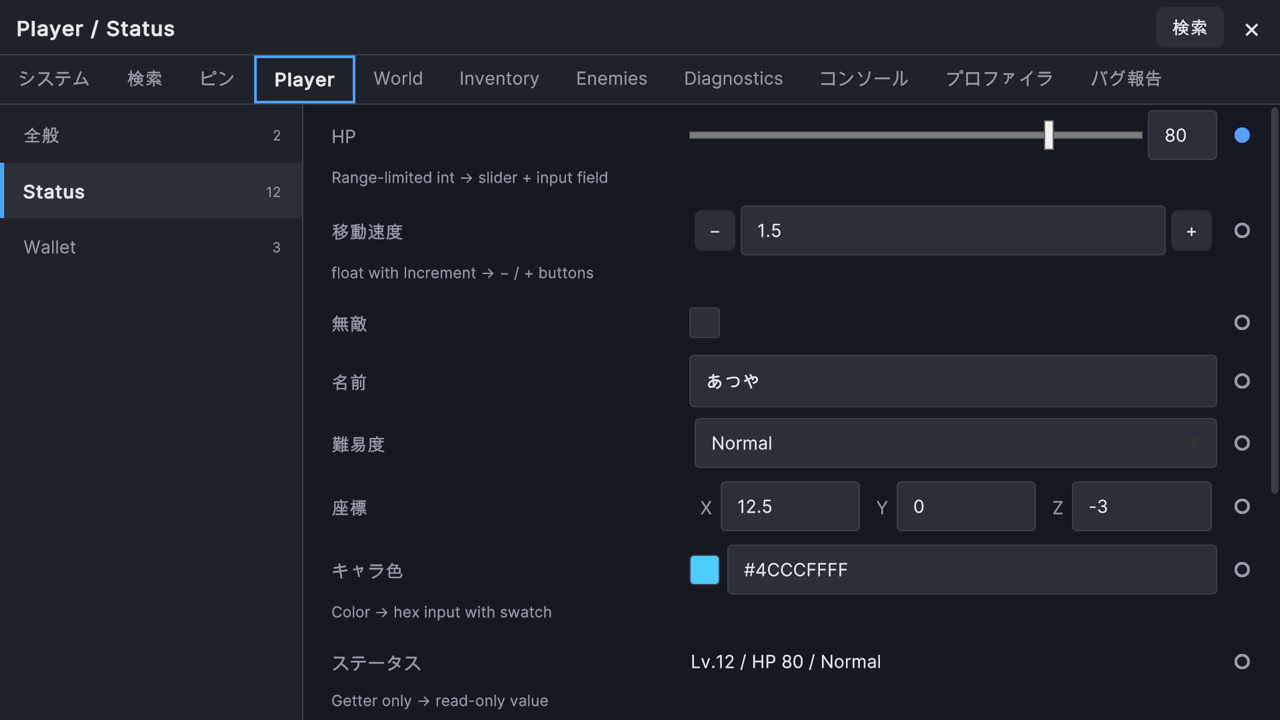 Player / Status
検索
×
システム 検索 ピン Player World Inventory Enemies Diagnostics コンソール プロファイラ バグ報告
全般 2
Status 12
Wallet 3
HP 80
Range-limited int → slider + input field
移動速度 − 1.5 +
float with Increment → − / + buttons
無敵
名前 あつや
難易度 Normal
座標 X 12.5 Y 0 Z -3
キャラ色 #4CCCFFFF
Color → hex input with swatch
ステータス Lv.12 / HP 80 / Normal
Getter only → read-only value